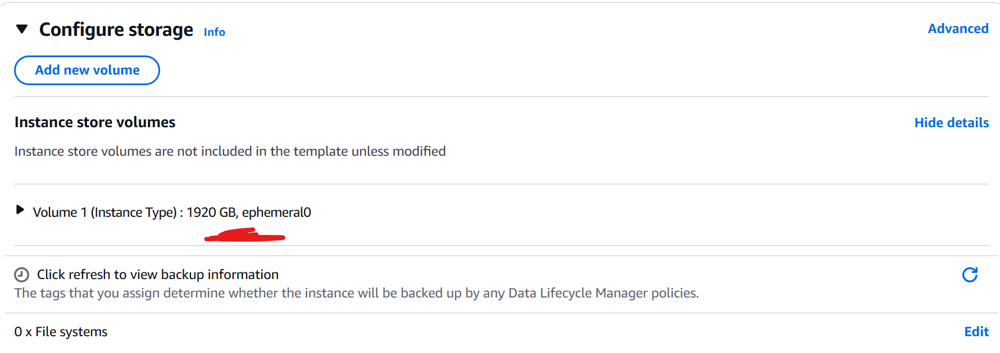 Configure storage Info Advanced
Add new volume
Instance store volumes Hide details
Instance store volumes are not included in the template unless modified
Volume 1 (Instance Type) : 1920 GB, ephemeral0
Click refresh to view backup information
The tags that you assign determine whether the instance will be backed up by any Data Lifecycle Manager policies.
0 x File systems Edit